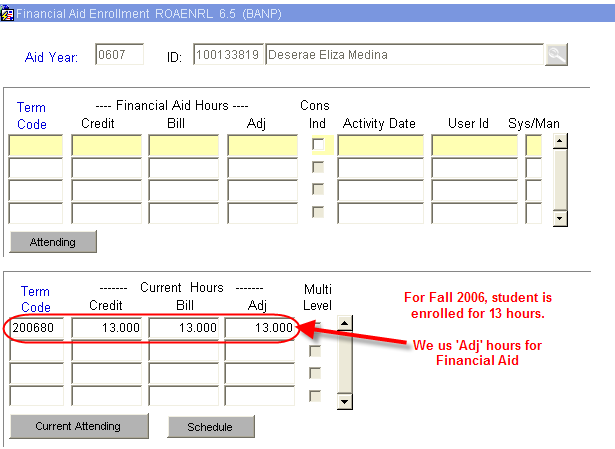 Financial Aid Enrollment ROAENRL 6.5 (BANP)
Aid Year: 0607 ID: 100133819 Deserae Eliza Medina
Term Code ---- Financial Aid Hours ---- Credit Bill Adj Cons Ind Activity Date User Id Sys/Man
Attending
Term Code ------- Current Hours ------- Credit Bill Adj Multi Level
200680 13.000 13.000 13.000
For Fall 2006, student is
enrolled for 13 hours.
We us 'Adj' hours for
Financial Aid
Current Attending Schedule